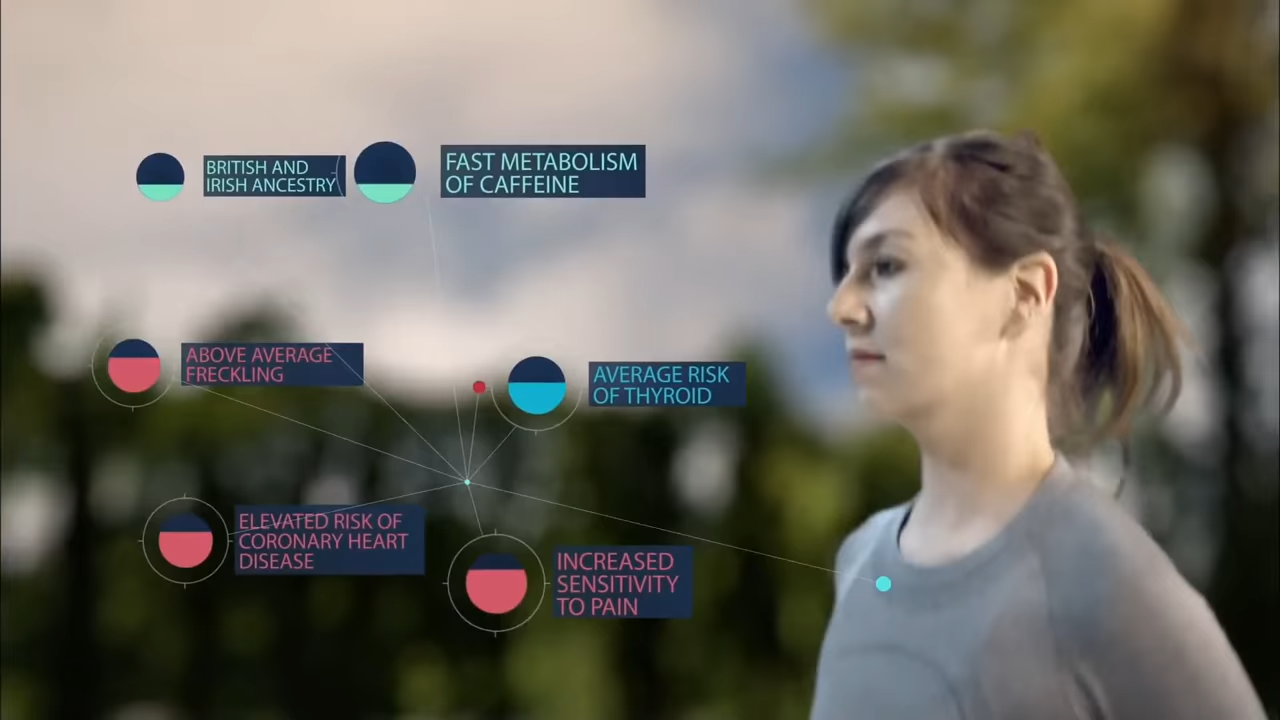 BRITISH AND
IRISH ANCESTRY
FAST METABOLISM
OF CAFFEINE
ABOVE AVERAGE
FRECKLING
AVERAGE RISK
OF THYROID
ELEVATED RISK OF
CORONARY HEART
DISEASE
INCREASED
SENSITIVITY
TO PAIN